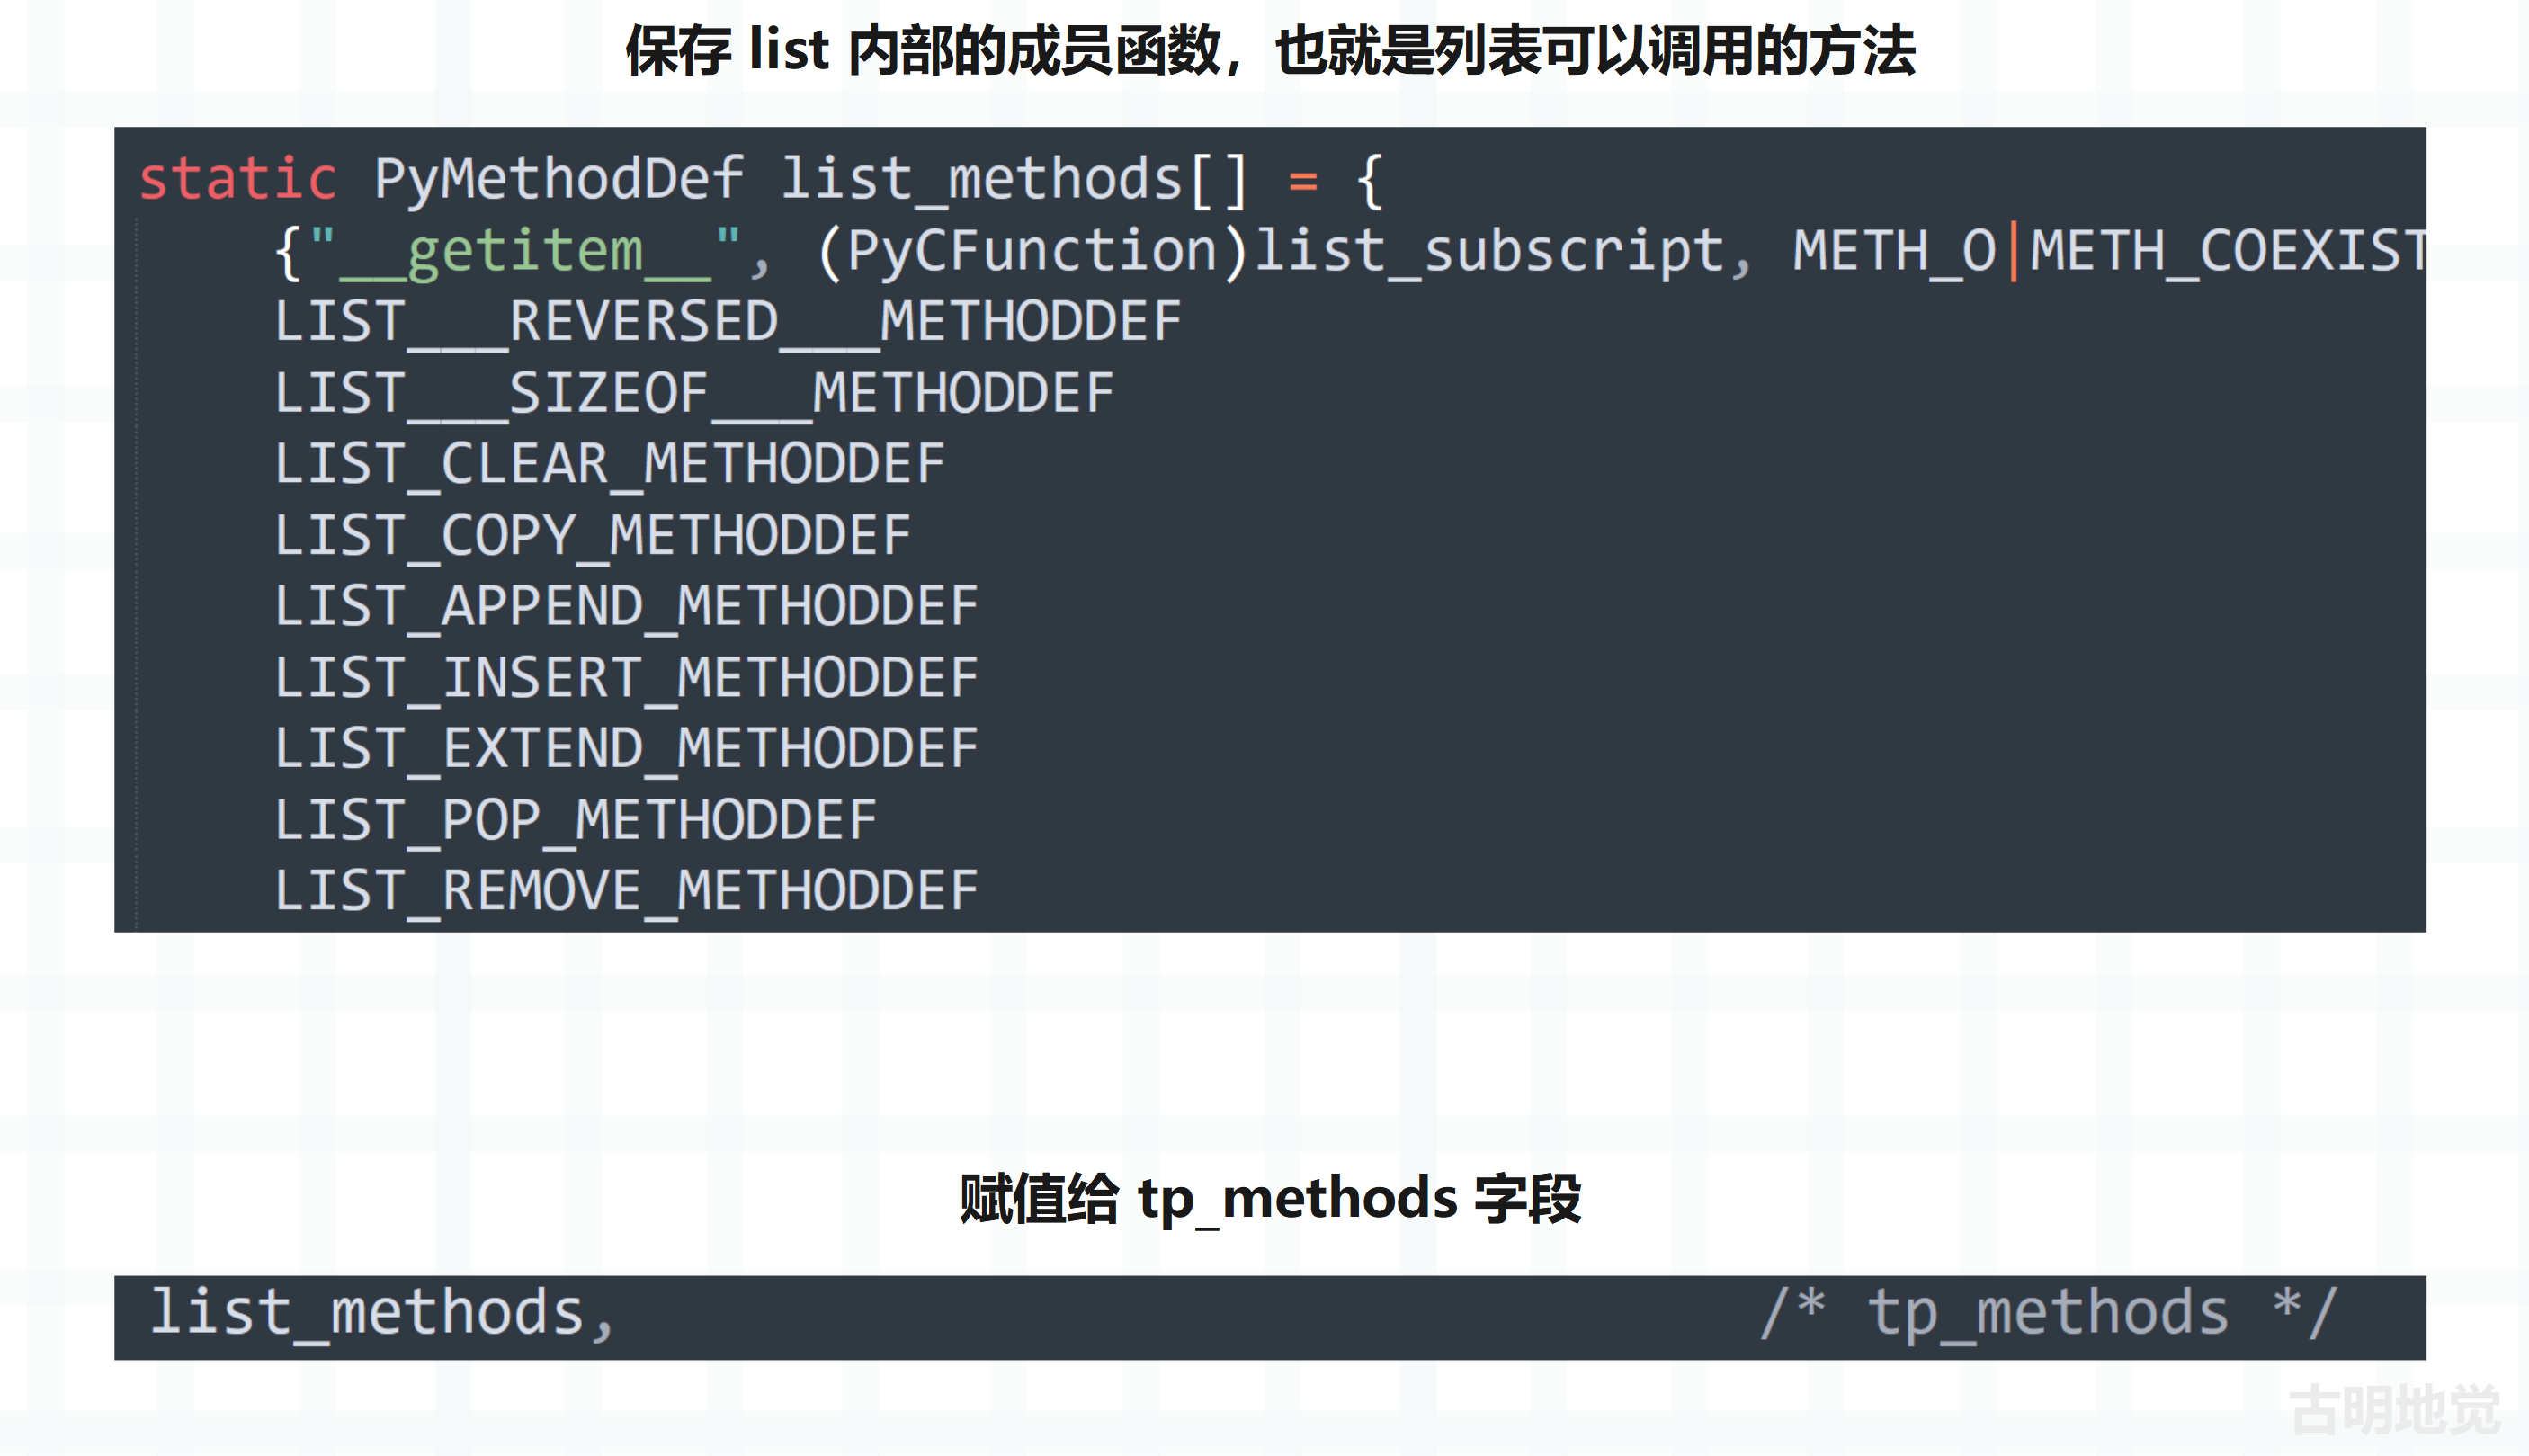 保存 list 内部的成员函数，也就是列表可以调用的方法
static PyMethodDef list_methods[] = {
{"__getitem__", (PyCFunction)list_subscript, METH_O|METH_COEXIST
LIST___REVERSED___METHODDEF
LIST___SIZEOF___METHODDEF
LIST_CLEAR_METHODDEF
LIST_COPY_METHODDEF
LIST_APPEND_METHODDEF
LIST_INSERT_METHODDEF
LIST_EXTEND_METHODDEF
LIST_POP_METHODDEF
LIST_REMOVE_METHODDEF
赋值给 tp_methods 字段
list_methods, /* tp_methods */
古明地觉